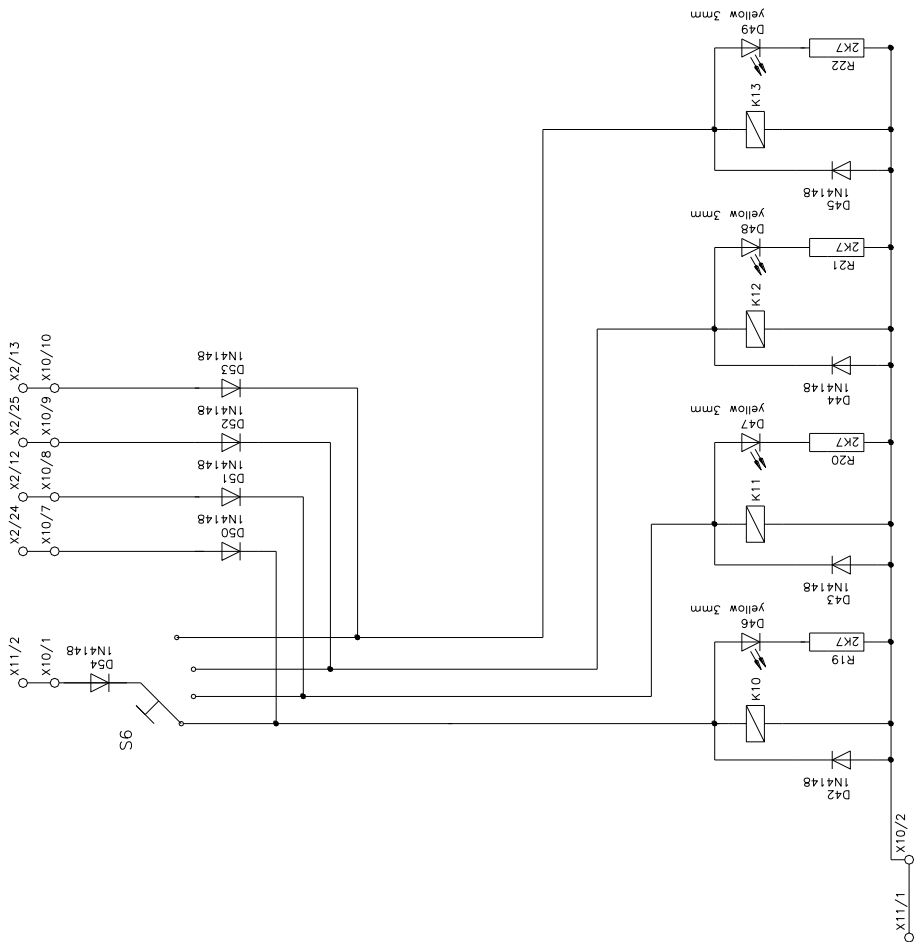 yellow 3mm
D49
2K7
R22
K13
1N4148
D45
yellow 3mm
D48
2K7
R21
K12
1N4148
D44
yellow 3mm
D47
2K7
R20
K11
1N4148
D43
yellow 3mm
D46
2K7
R19
K10
1N4148
D42
X2/13
X10/10
1N4148
D53
X2/25
X10/9
1N4148
D52
X2/12
X10/8
1N4148
D51
X2/24
X10/7
1N4148
D50
X11/2
X10/1
1N4148
D54
S6
X10/2
X11/1